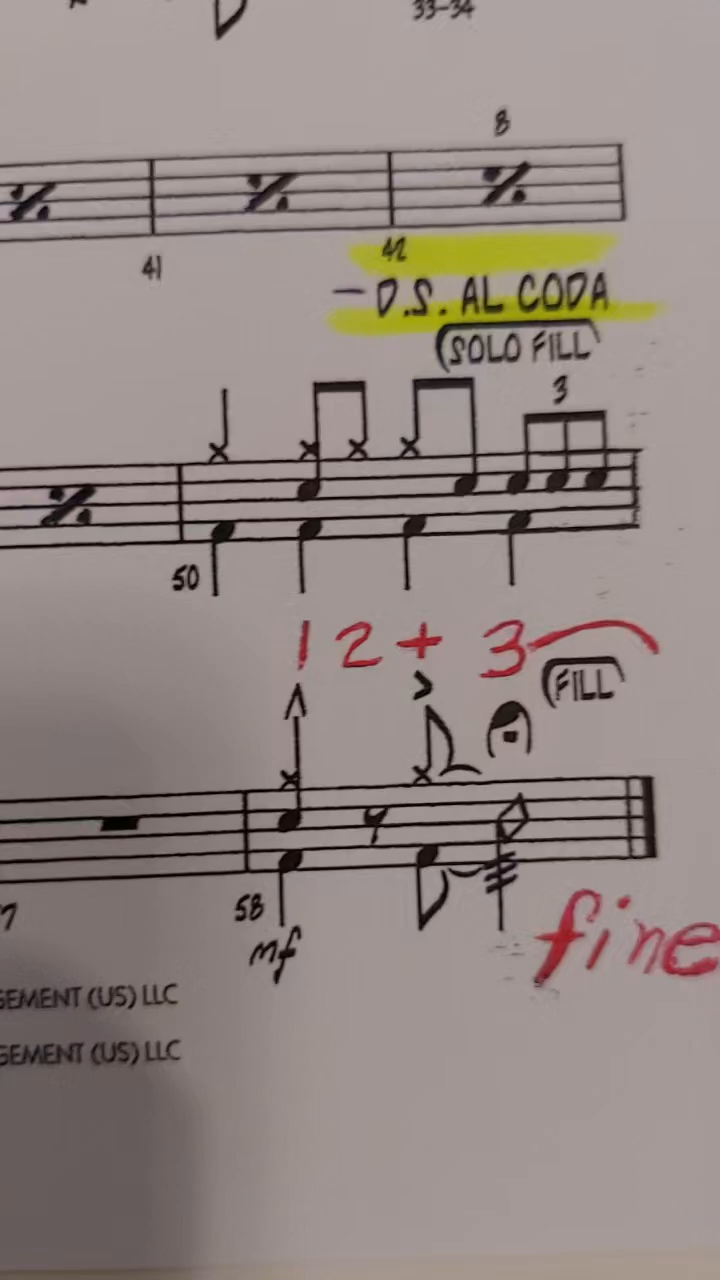 33-34
8
41
42
- D.S. AL CODA
SOLO FILL
3
50
1 2 + 3
FILL
7
58
mf
fine
GEMENT (US) LLC
GEMENT (US) LLC